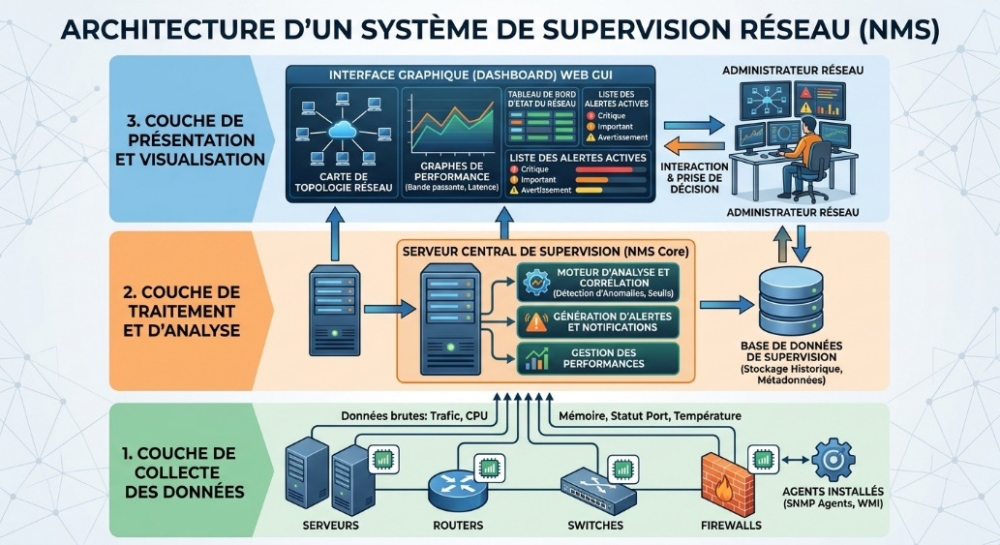 ARCHITECTURE D'UN SYSTÈME DE SUPERVISION RÉSEAU (NMS)
3. COUCHE DE
PRÉSENTATION
ET VISUALISATION
INTERFACE GRAPHIQUE (DASHBOARD) WEB GUI
CARTE DE
TOPOLOGIE RÉSEAU
GRAPHES DE
PERFORMANCE
(Bande passante, Latence)
TABLEAU DE BORD
D'ETAT DU RÉSEAU
LISTE DES
ALERTES ACTIVES
Critique
Important
Avertissement
LISTE DES ALERTES ACTIVES
Critique
Important
Avertissement
INTERACTION
& PRISE DE
DÉCISION
ADMINISTRATEUR RÉSEAU
ADMINISTRATEUR RÉSEAU
2. COUCHE DE
TRAITEMENT
ET D'ANALYSE
SERVEUR CENTRAL DE SUPERVISION (NMS Core)
MOTEUR D'ANALYSE ET
CORRÉLATION
(Détection d'Anomalies, Seuils)
GÉNÉRATION D'ALERTES
ET NOTIFICATIONS
GESTION DES
PERFORMANCES
BASE DE DONNÉES
DE SUPERVISION
(Stockage Historique,
Métadonnées)
1. COUCHE DE
COLLECTE
DES DONNÉES
Données brutes: Trafic, CPU
Mémoire, Statut Port, Température
SERVEURS
ROUTERS
SWITCHES
FIREWALLS
AGENTS INSTALLÉS
(SNMP Agents, WMI)